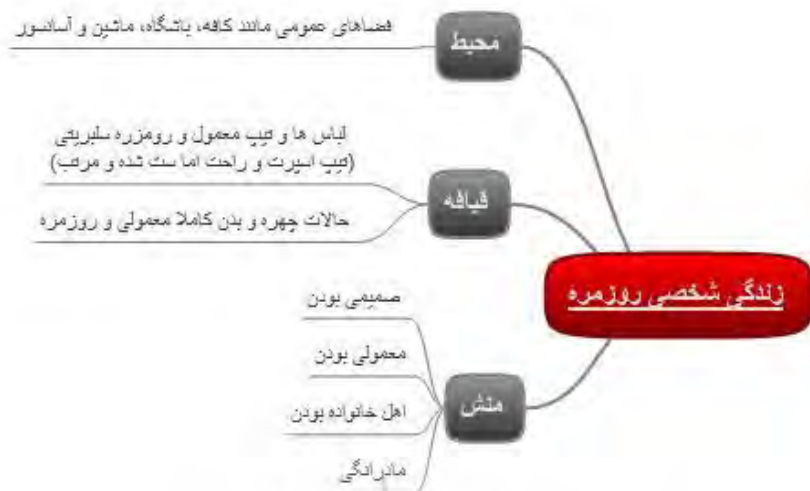 زندگی شخصی روزمره
محیط
فضاهای عمومی مانند کافه، باشگاه، ماشین و آسانسور
قیافه
لباس ها و تیپ معمول و رومزره سلبریتی
(تیپ اسپرت و راحت اما ست شده و مرتب)
حالات چهره و بدن کاملا معمولی و روزمره
منش
صمیمی بودن
معمولی بودن
اهل خانواده بودن
مادرانگی